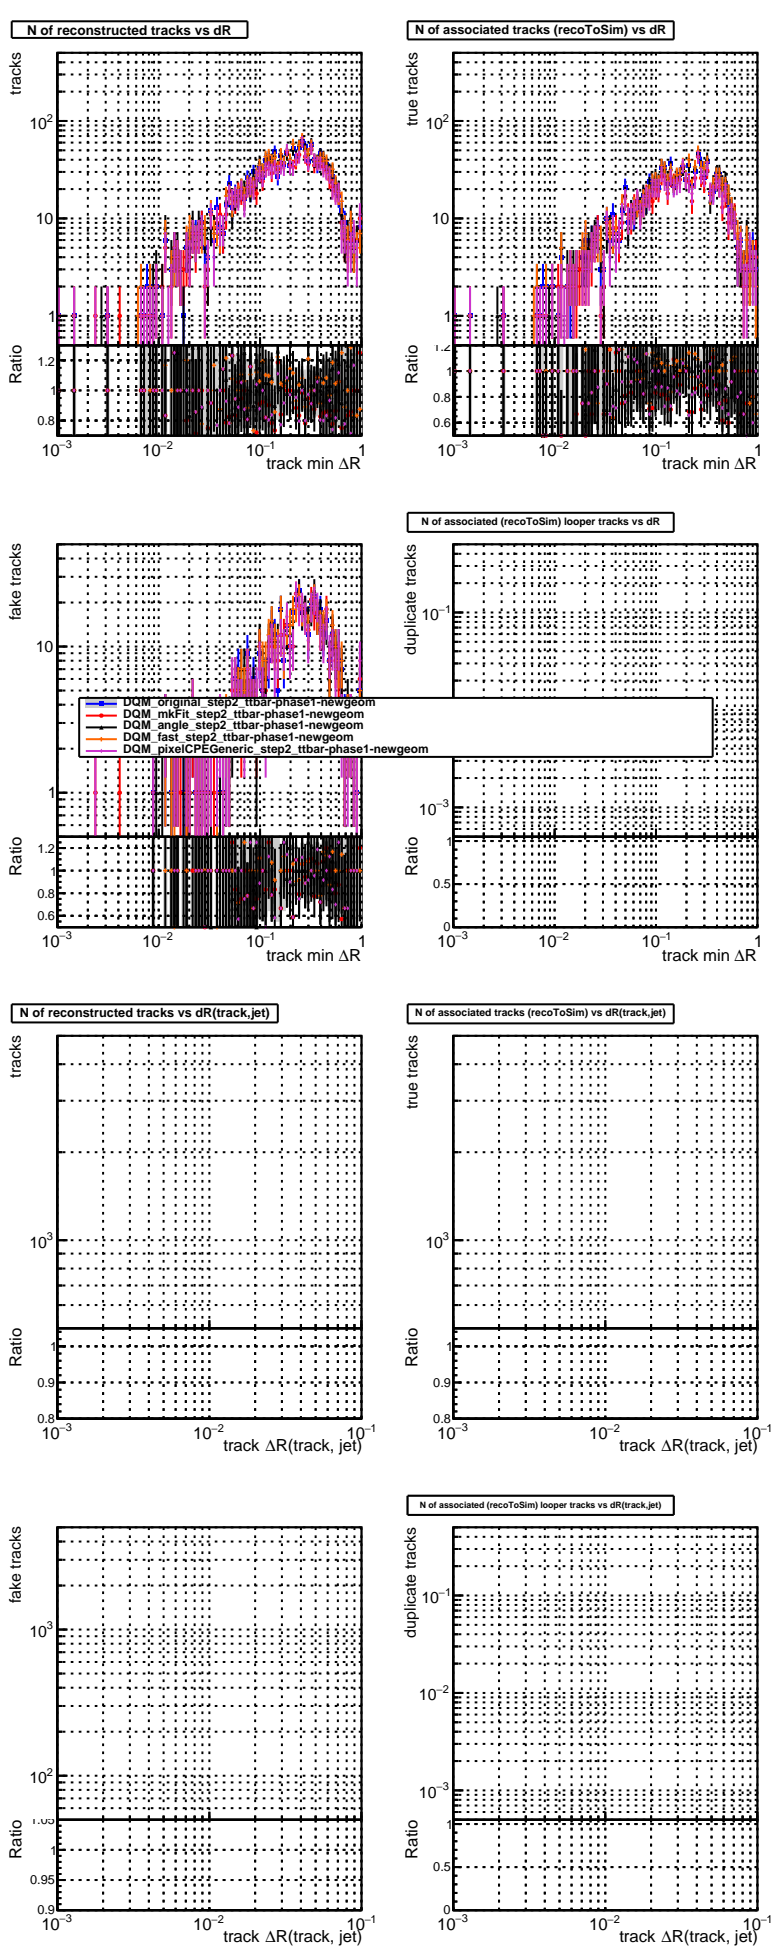 N of reconstructed tracks vs dR
tracks
10²
10
1
Ratio
1.2
1
0.8
10⁻³ 10⁻² 10⁻¹ 1
track min ΔR
N of associated tracks (recoToSim) vs dR
true tracks
10²
10
1
Ratio
1.2
1
0.8
0.6
10⁻³ 10⁻² 10⁻¹ 1
track min ΔR
fake tracks
10
1
Ratio
1.2
1
0.8
0.6
10⁻³ 10⁻² 10⁻¹ 1
track min ΔR
N of associated (recoToSim) looper tracks vs dR
duplicate tracks
10⁻¹
10⁻³
Ratio
1
0.5
0
10⁻³ 10⁻² 10⁻¹ 1
track min ΔR
DQM_original_step2_ttbar-phase1-newgeom
DQM_mkFit_step2_ttbar-phase1-newgeom
DQM_angle_step2_ttbar-phase1-newgeom
DQM_fast_step2_ttbar-phase1-newgeom
DQM_pixelCPEGeneric_step2_ttbar-phase1-newgeom
N of reconstructed tracks vs dR(track,jet)
tracks
10³
Ratio
1
0.9
0.8
10⁻³ 10⁻² 10⁻¹
track ΔR(track, jet)
N of associated tracks (recoToSim) vs dR(track,jet)
true tracks
10³
Ratio
1
0.9
0.8
10⁻³ 10⁻² 10⁻¹
track ΔR(track, jet)
fake tracks
10³
10²
Ratio
1.05
1
0.95
0.9
10⁻³ 10⁻² 10⁻¹
track ΔR(track, jet)
N of associated (recoToSim) looper tracks vs dR(track,jet)
duplicate tracks
10⁻¹
10⁻²
10⁻³
Ratio
1
0.5
0
10⁻³ 10⁻² 10⁻¹
track ΔR(track, jet)